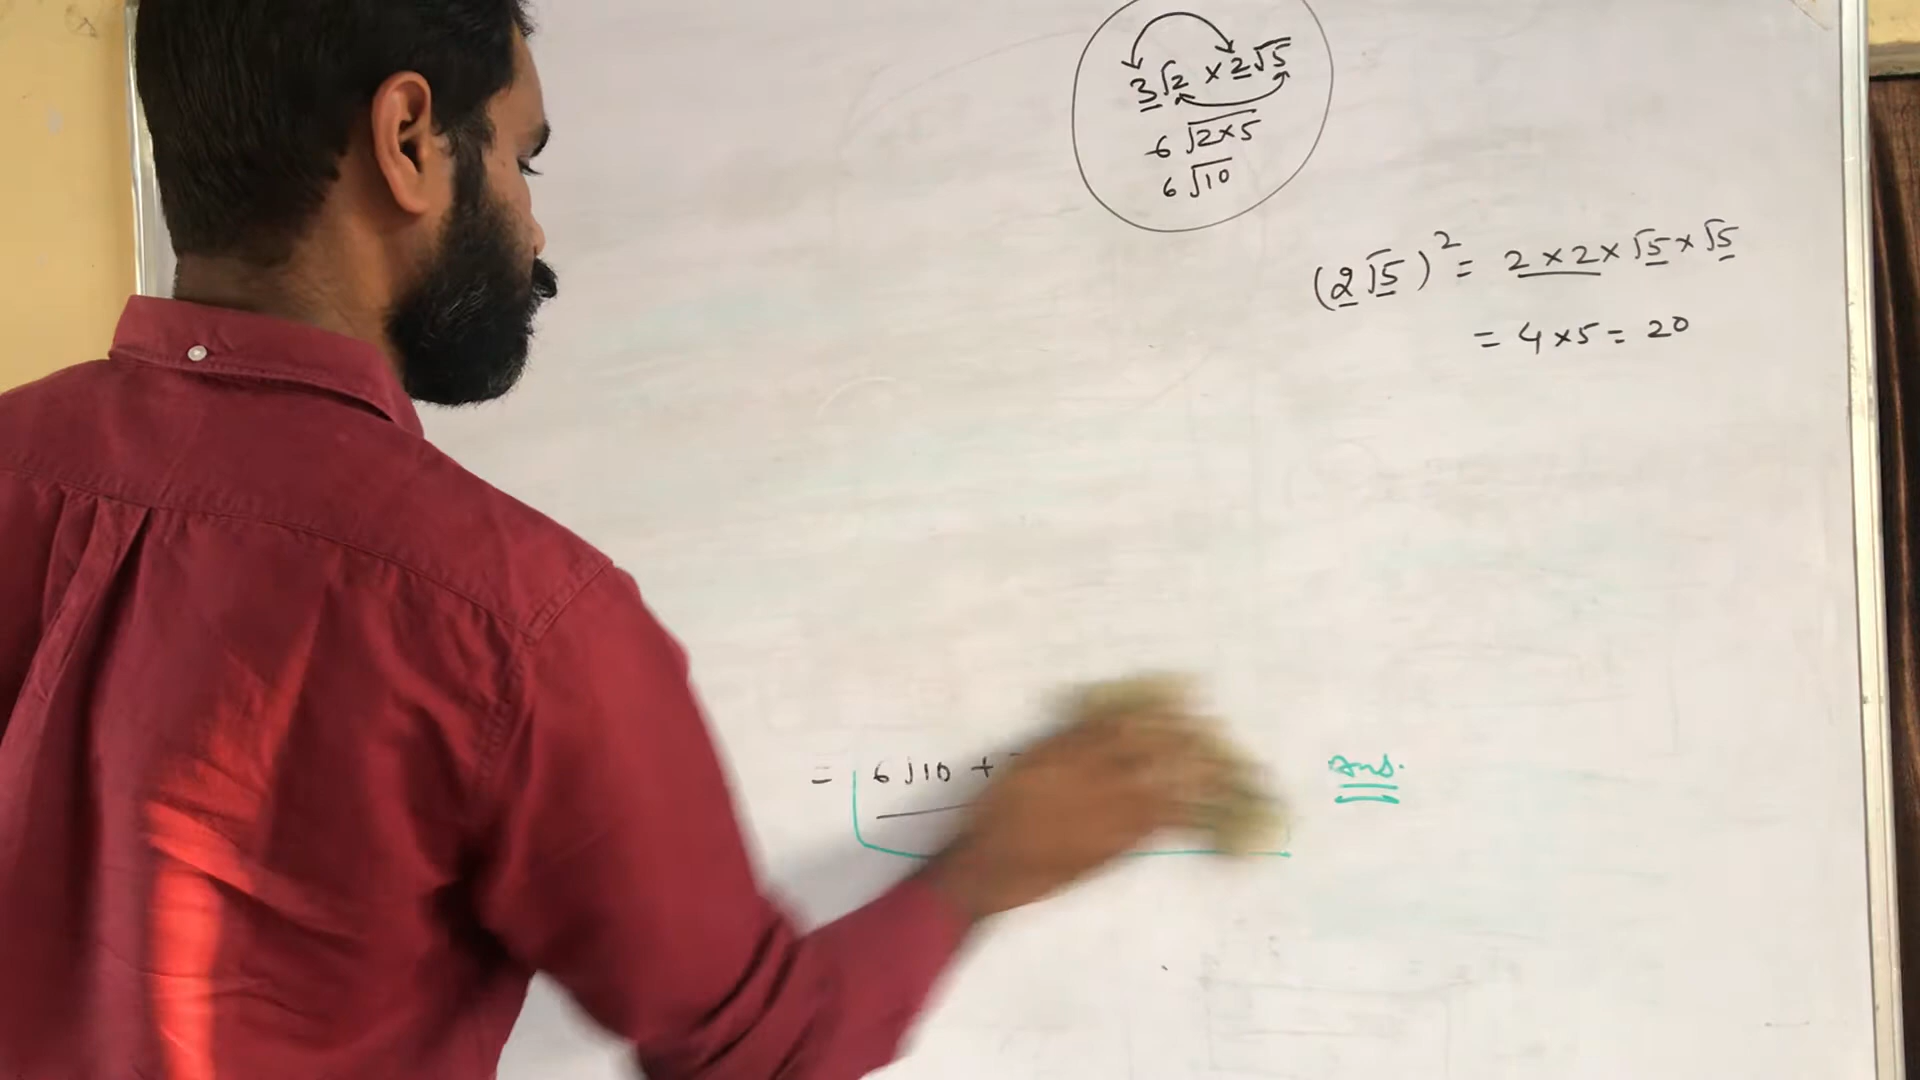 3√2 × 2√5
6 √2×5
6 √10
(2√5)² = 2 × 2 × √5 × √5
= 4 × 5 = 20
= 6√10 +
Ans.